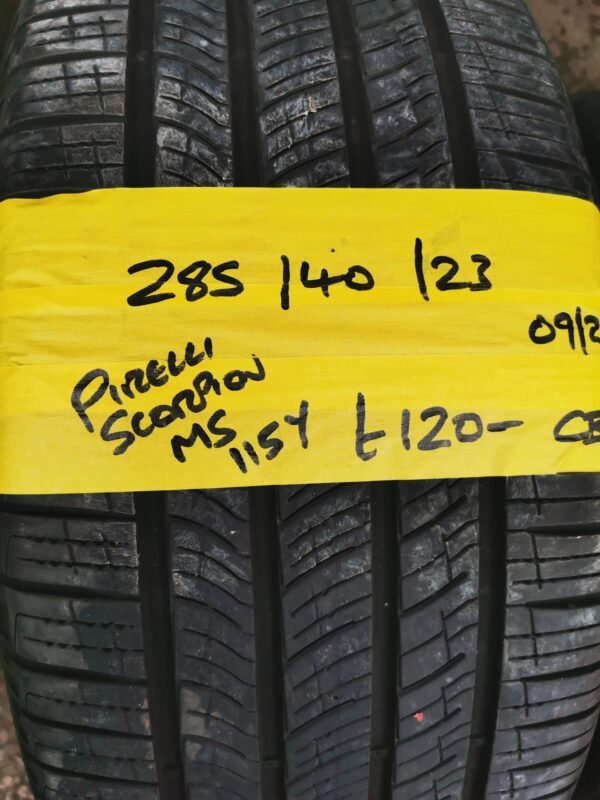 285 /40 /23
09/2
PIRELLI
SCORPION
MS
115Y £120-